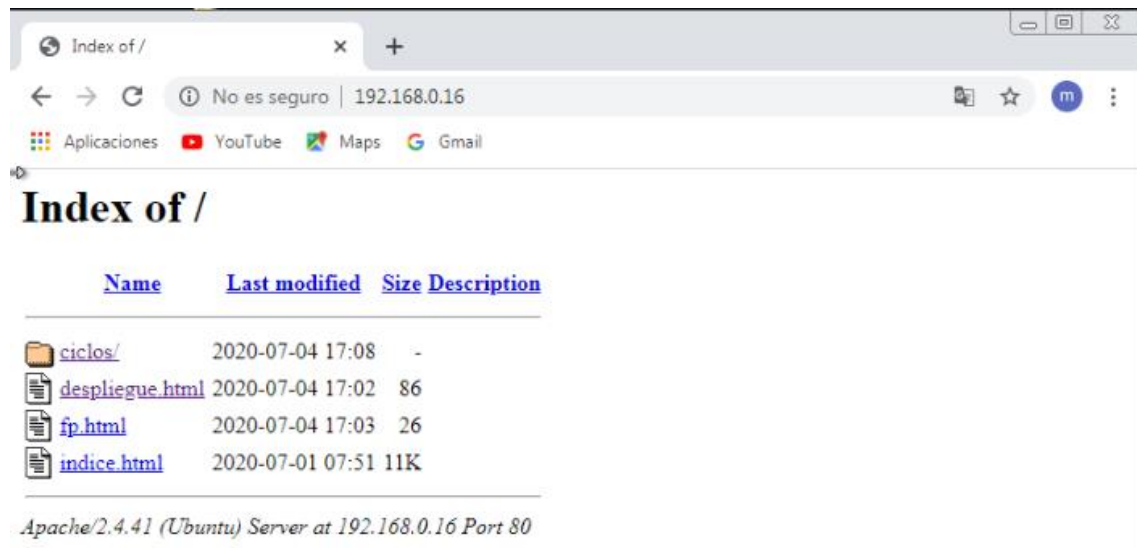 Index of /
No es seguro | 192.168.0.16
m
Aplicaciones YouTube Maps G Gmail
Index of /
Name Last modified Size Description
ciclos/ 2020-07-04 17:08 -
despliegue.html 2020-07-04 17:02 86
fp.html 2020-07-04 17:03 26
indice.html 2020-07-01 07:51 11K
Apache/2.4.41 (Ubuntu) Server at 192.168.0.16 Port 80